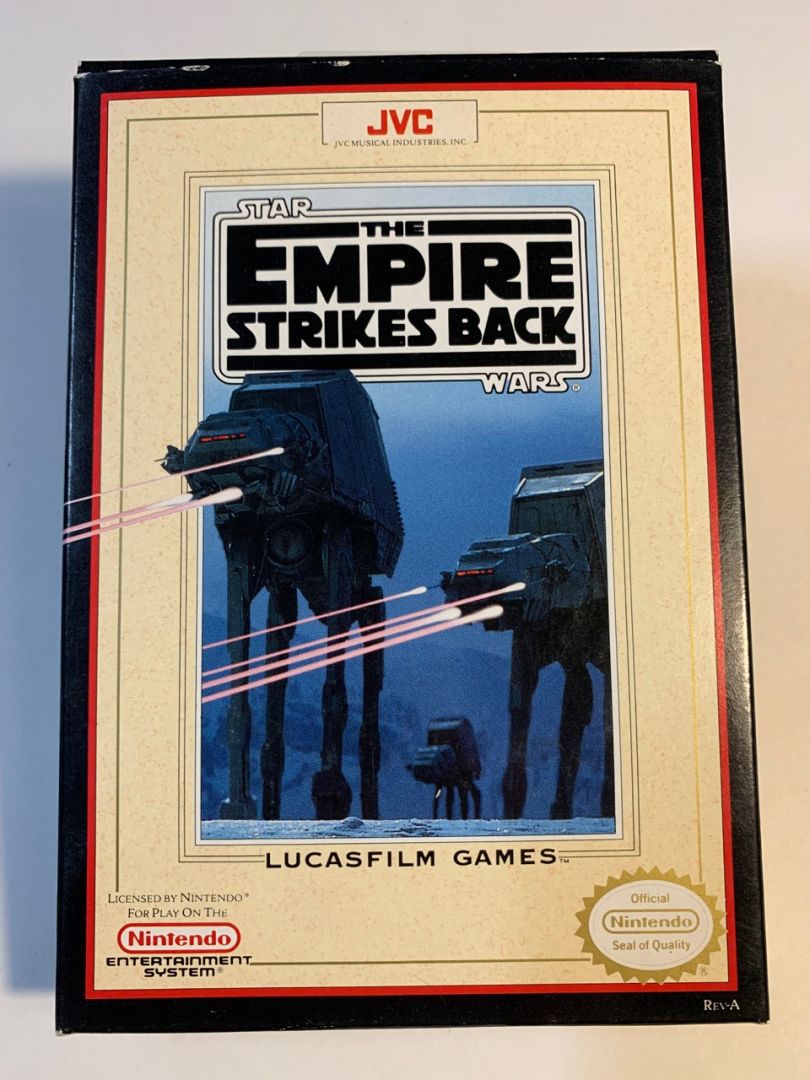 JVC
JVC MUSICAL INDUSTRIES, INC.
STAR
THE
EMPIRE
STRIKES BACK
WARS®
LUCASFILM GAMES™
LICENSED BY NINTENDO®
FOR PLAY ON THE
Nintendo
ENTERTAINMENT
SYSTEM®
Official
Nintendo
Seal of Quality
®
REV-A